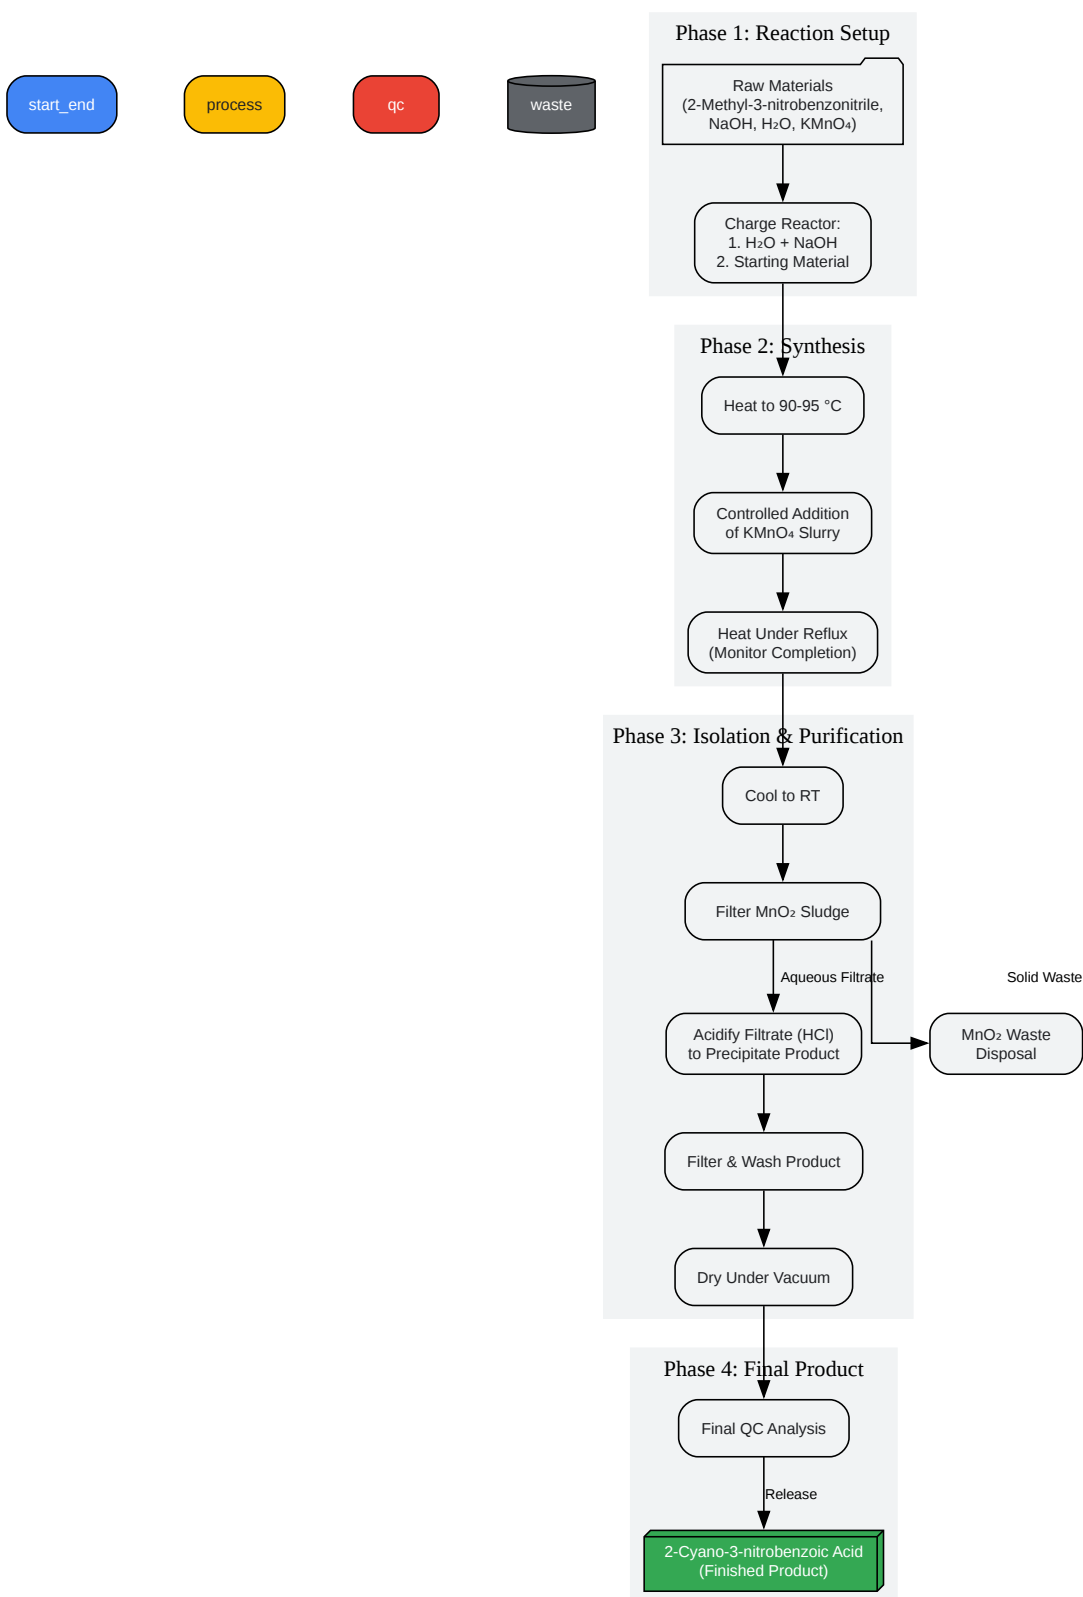 start_end
process
qc
waste
Phase 1: Reaction Setup
Raw Materials
(2-Methyl-3-nitrobenzonitrile,
NaOH, H₂O, KMnO₄)
Charge Reactor:
1. H₂O + NaOH
2. Starting Material
Phase 2: Synthesis
Heat to 90-95 °C
Controlled Addition
of KMnO₄ Slurry
Heat Under Reflux
(Monitor Completion)
Phase 3: Isolation & Purification
Cool to RT
Filter MnO₂ Sludge
Aqueous Filtrate
Solid Waste
Acidify Filtrate (HCl)
to Precipitate Product
MnO₂ Waste
Disposal
Filter & Wash Product
Dry Under Vacuum
Phase 4: Final Product
Final QC Analysis
Release
2-Cyano-3-nitrobenzoic Acid
(Finished Product)